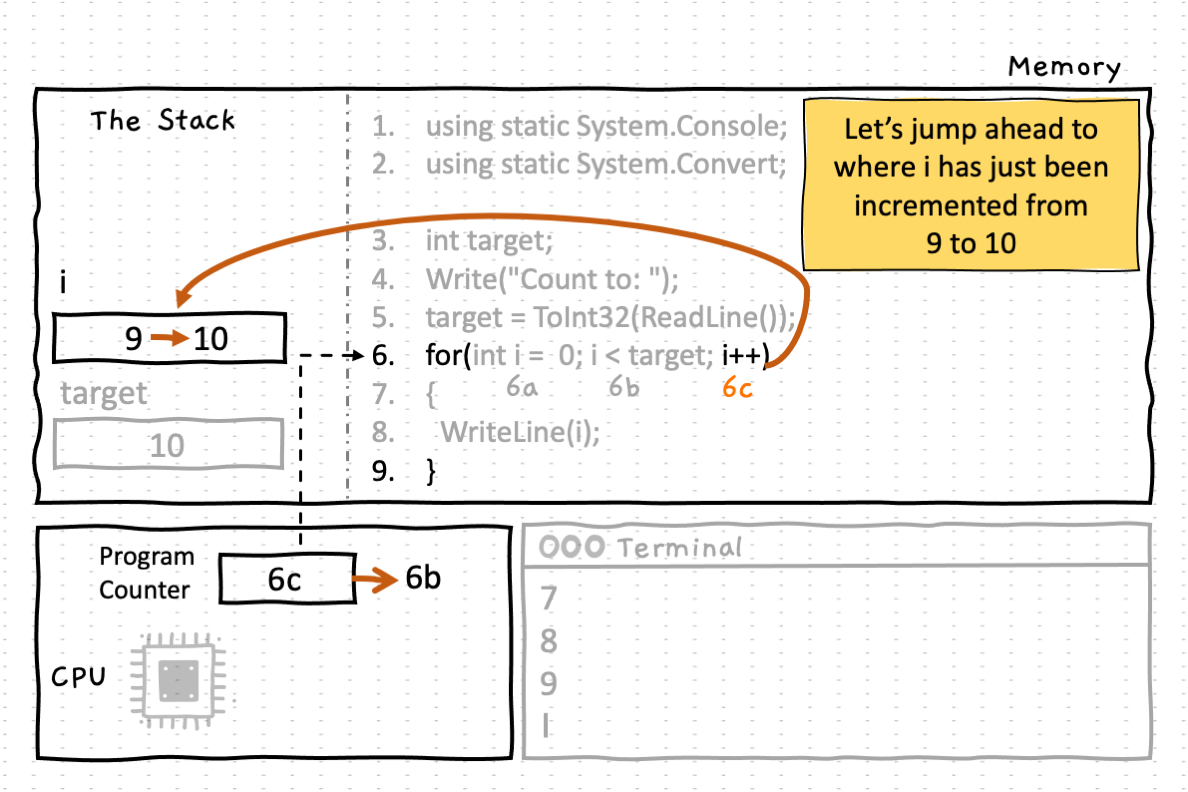 Memory
The Stack
1. using static System.Console;
2. using static System.Convert;
3. int target;
4. Write("Count to: ");
5. target = ToInt32(ReadLine());
6. for(int i = 0; i < target; i++)
6a 6b 6c
7. {
8. WriteLine(i);
9. }
Let’s jump ahead to
where i has just been
incremented from
9 to 10
i
9 10
target
10
Program
Counter
6c 6b
CPU
Terminal
7
8
9
|